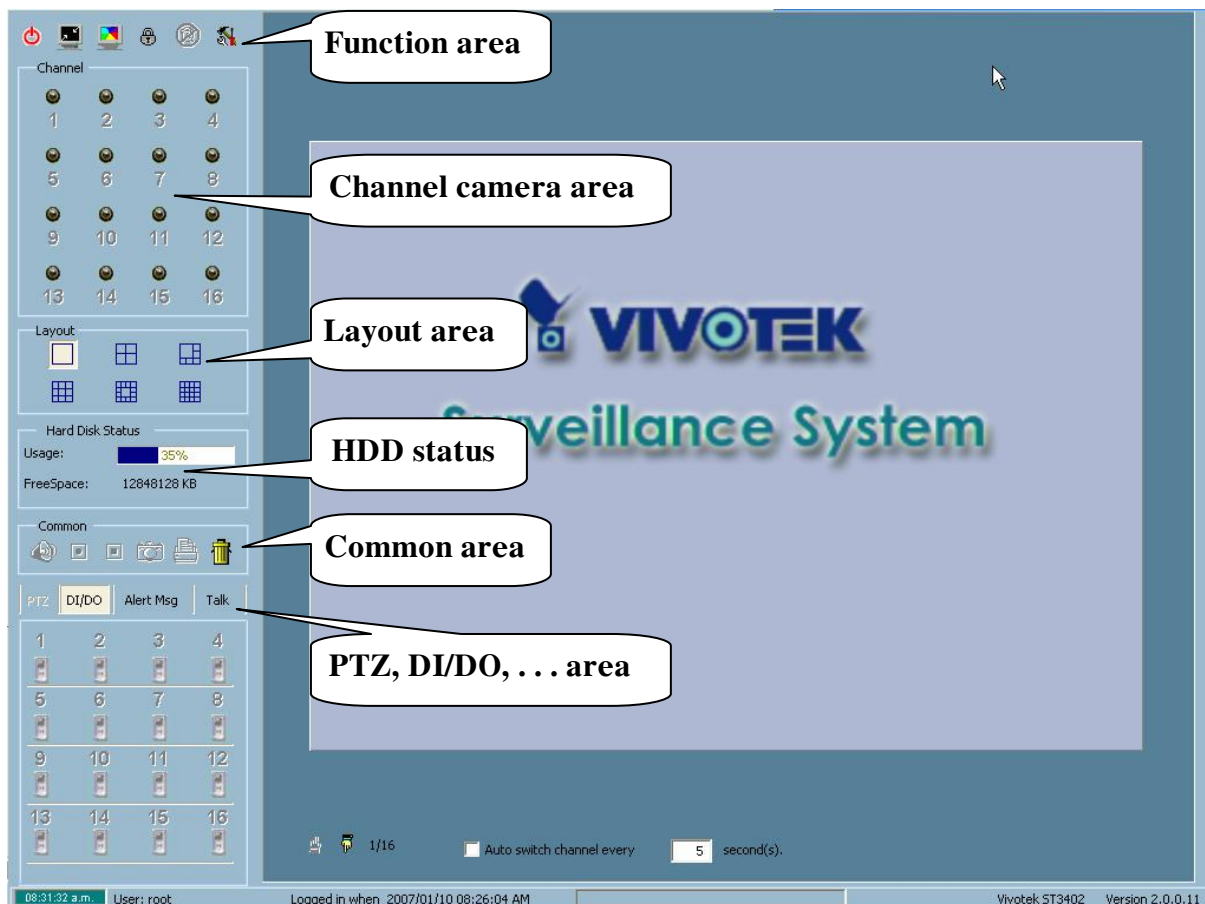 Function area
Channel
1 2 3 4
5 6 7 8
Channel camera area
9 10 11 12
13 14 15 16
Layout
Layout area
VIVOTEK
Surveillance System
Hard Disk Status
Usage: 35%
FreeSpace: 12848128 KB
HDD status
Common
Common area
PTZ DI/DO Alert Msg Talk
PTZ, DI/DO, . . . area
1 2 3 4
5 6 7 8
9 10 11 12
13 14 15 16
1/16 Auto switch channel every 5 second(s).
08:31:32 a.m. User: root Logged in when 2007/01/10 08:26:04 AM Vivotek ST3402 Version 2.0.0.11